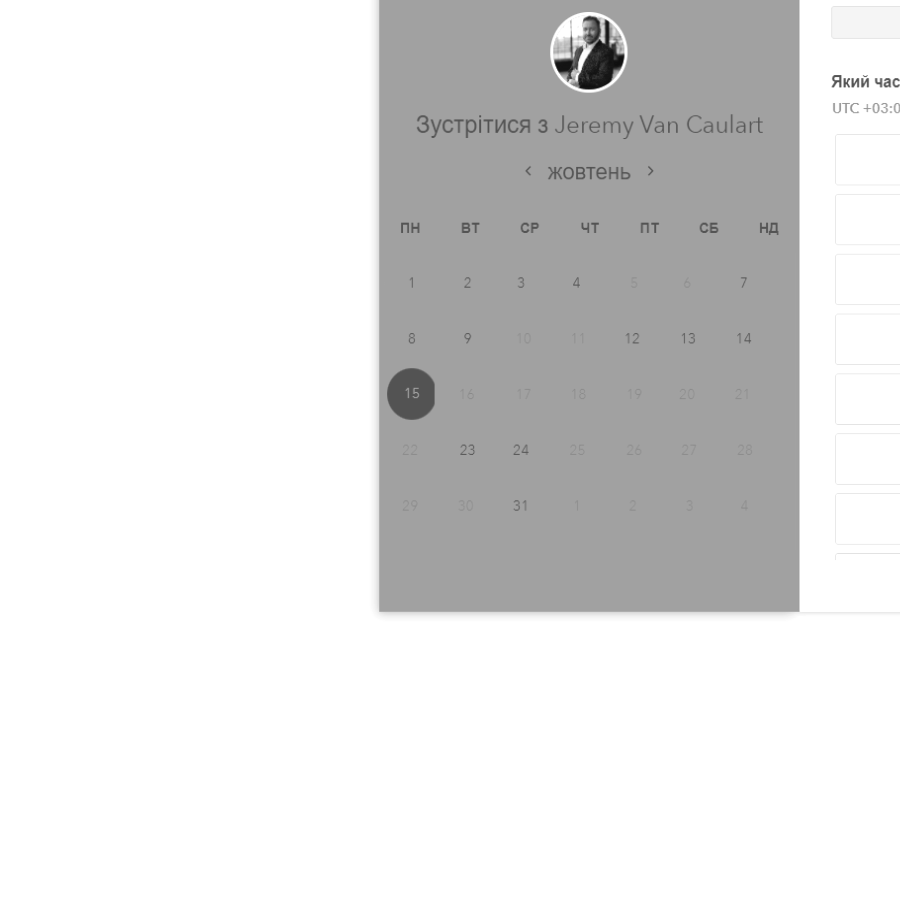 Зустрітися з Jeremy Van Caulart
жовтень
ПН ВТ СР ЧТ ПТ СБ НД
1 2 3 4 5 6 7
8 9 10 11 12 13 14
15 16 17 18 19 20 21
22 23 24 25 26 27 28
29 30 31 1 2 3 4
Який час
UTC +03:0